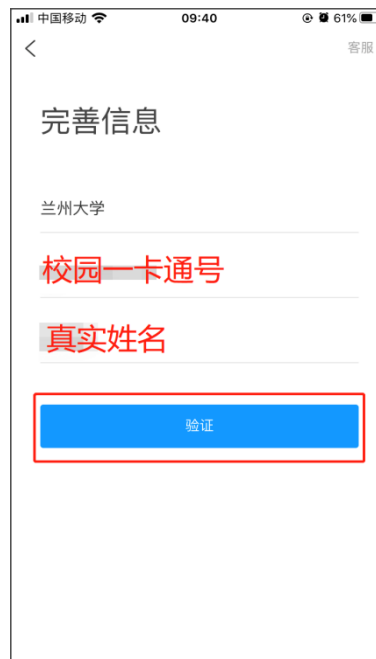 中国移动 09:40 61%
客服
完善信息
兰州大学
校园一卡通号
真实姓名
验证